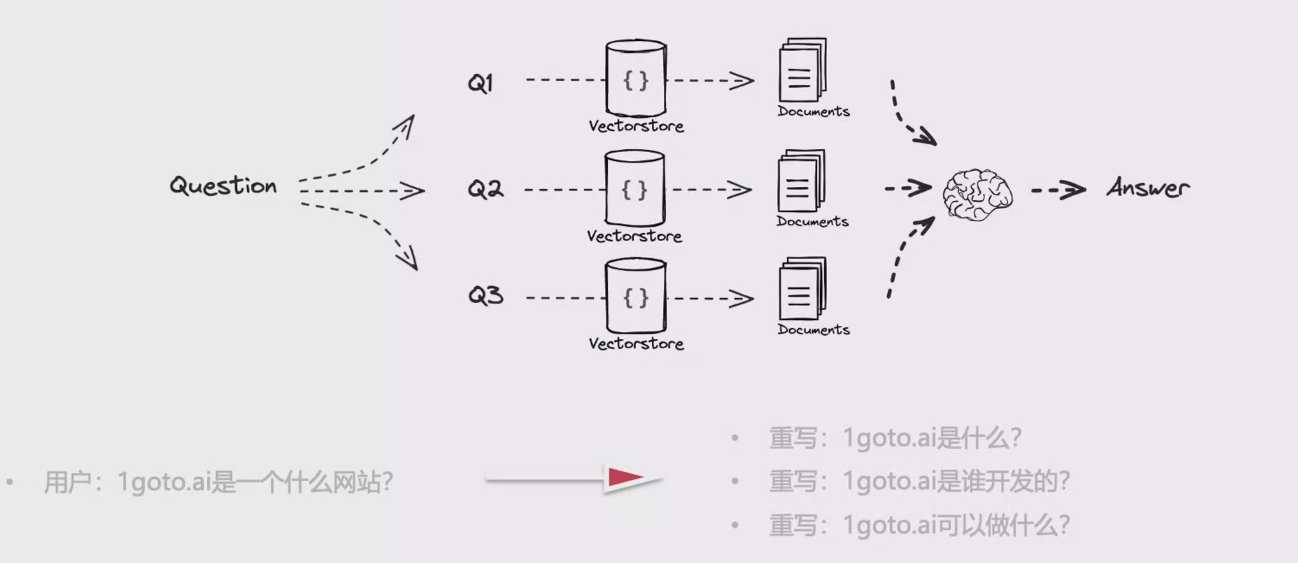 Q1
{}
Vectorstore
Documents
Question
Q2
{}
Vectorstore
Documents
Answer
Q3
{}
Vectorstore
Documents
• 用户：1goto.ai是一个什么网站？
• 重写：1goto.ai是什么？
• 重写：1goto.ai是谁开发的？
• 重写：1goto.ai可以做什么？